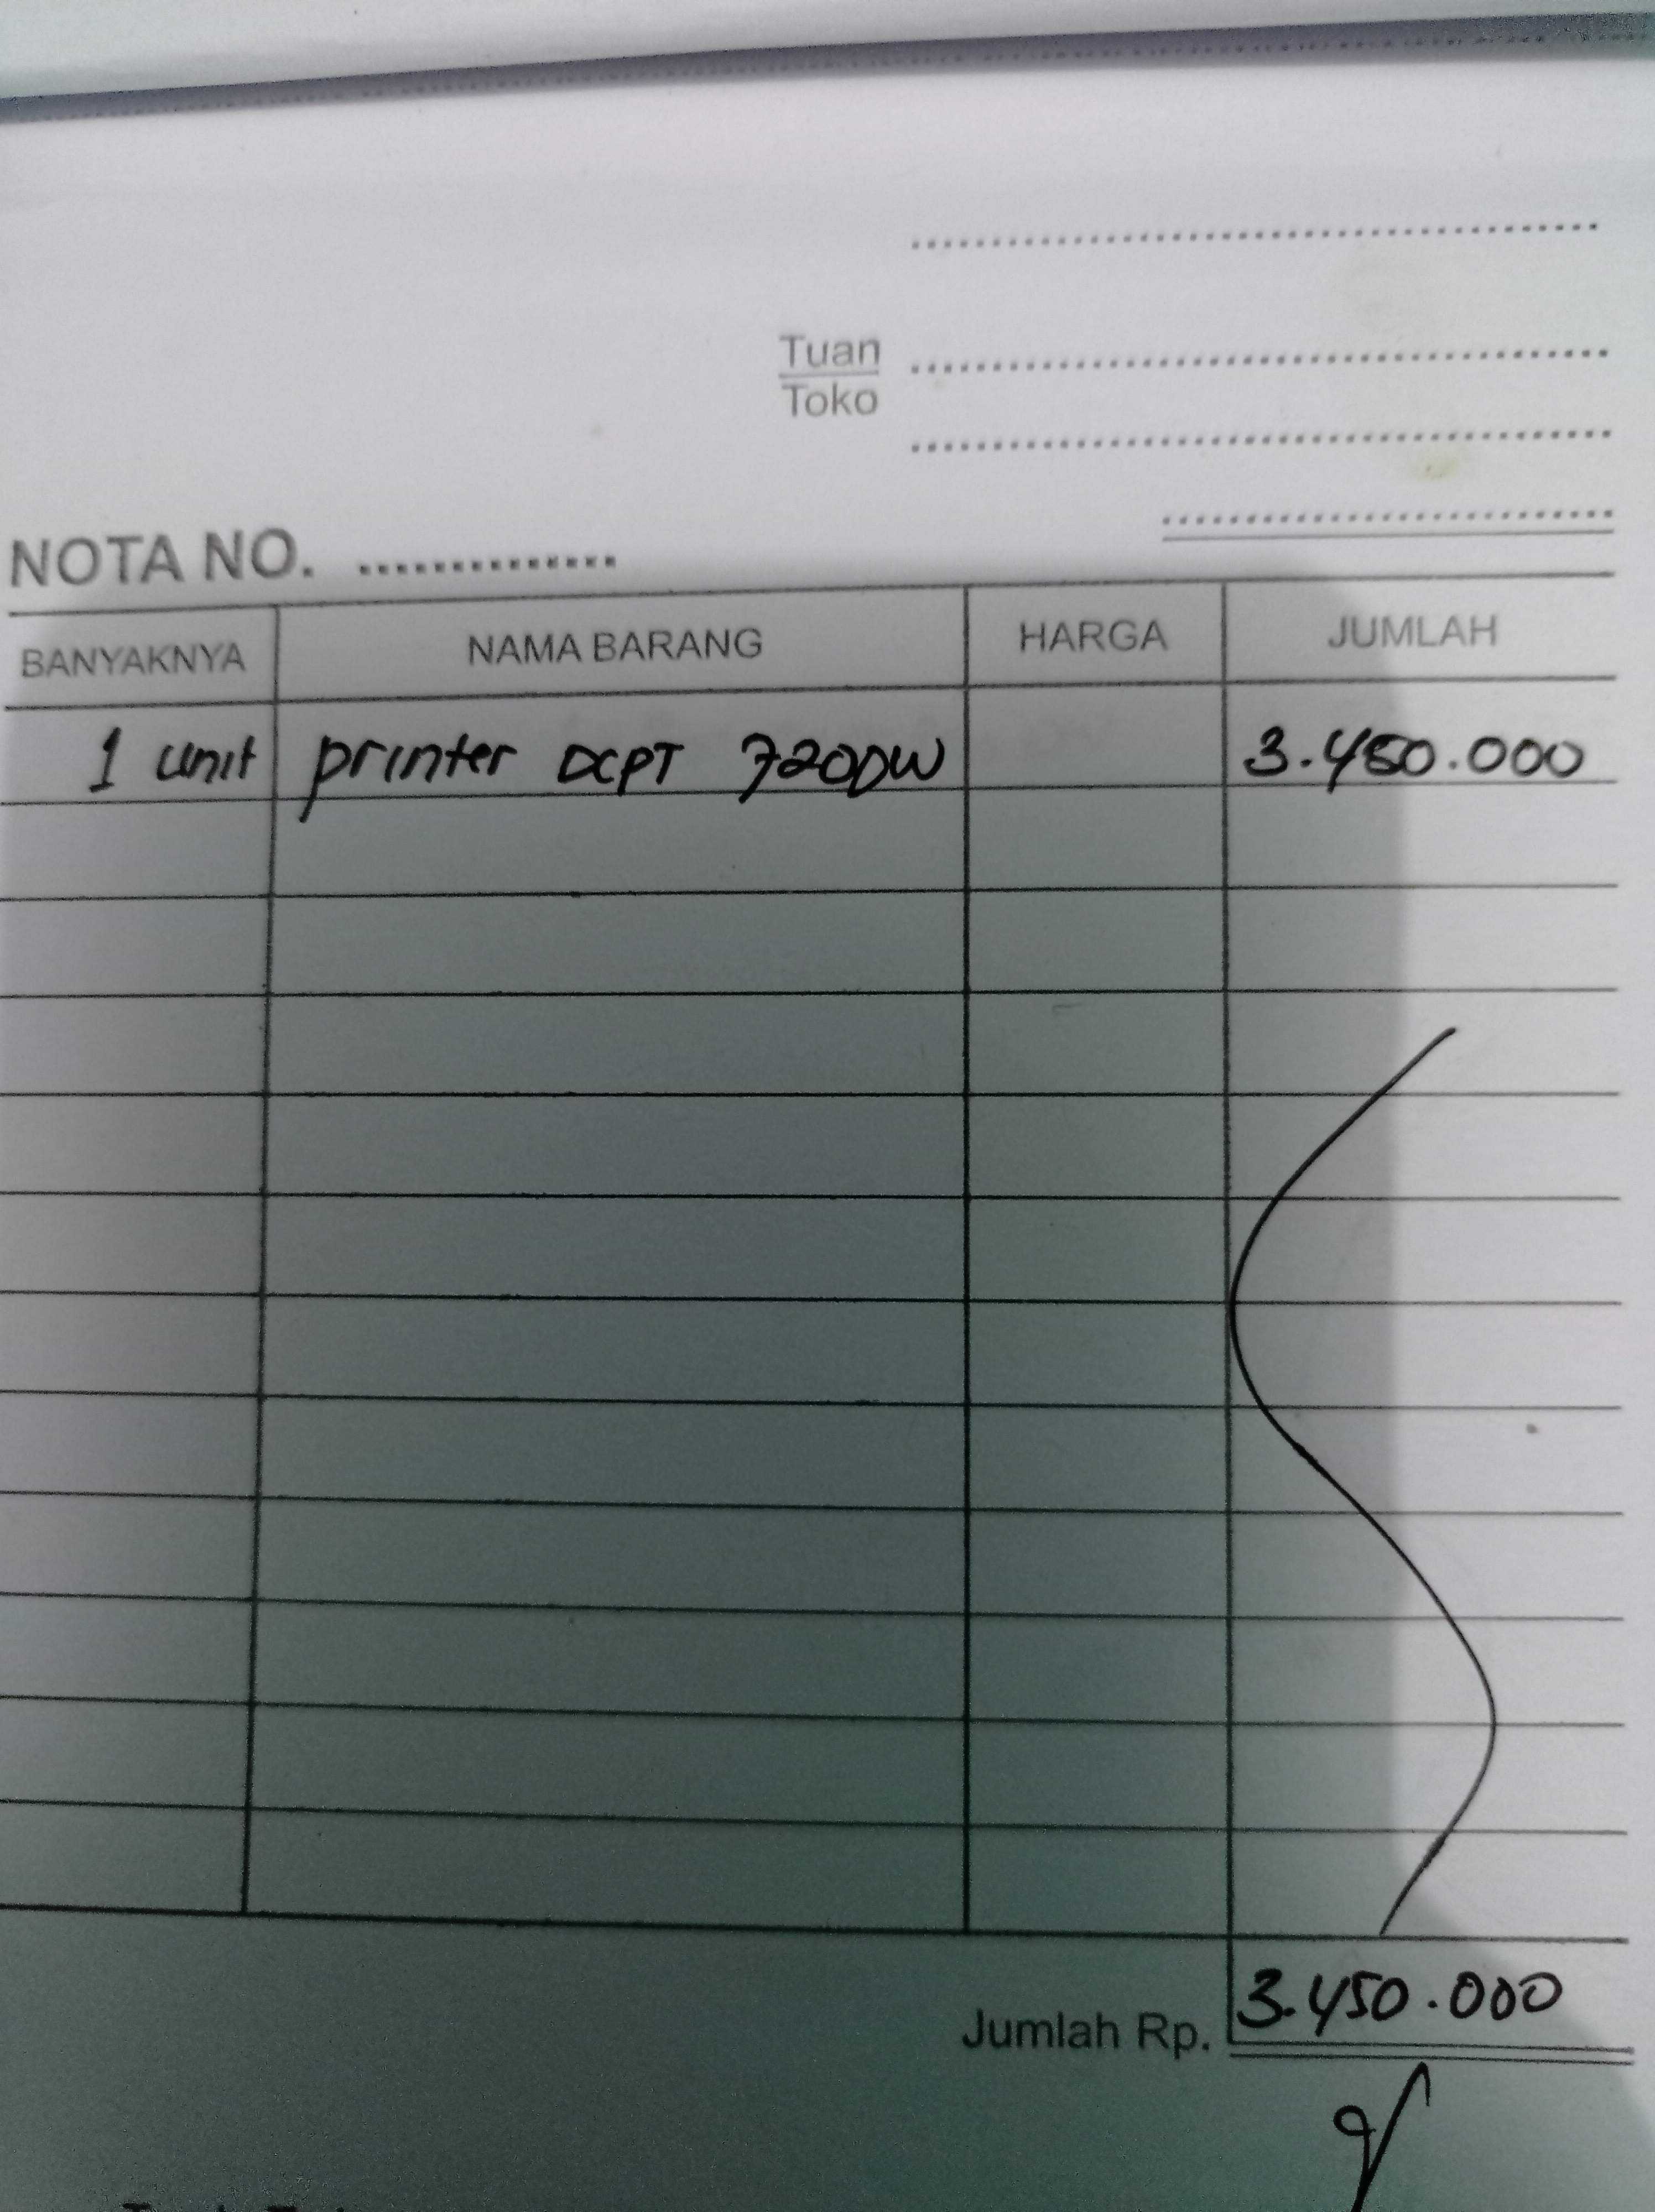 Tuan
Toko
NOTA NO. ...............
BANYAKNYA NAMA BARANG HARGA JUMLAH
1 unit printer DCPT 720DW 3.450.000
Jumlah Rp. 3.450.000